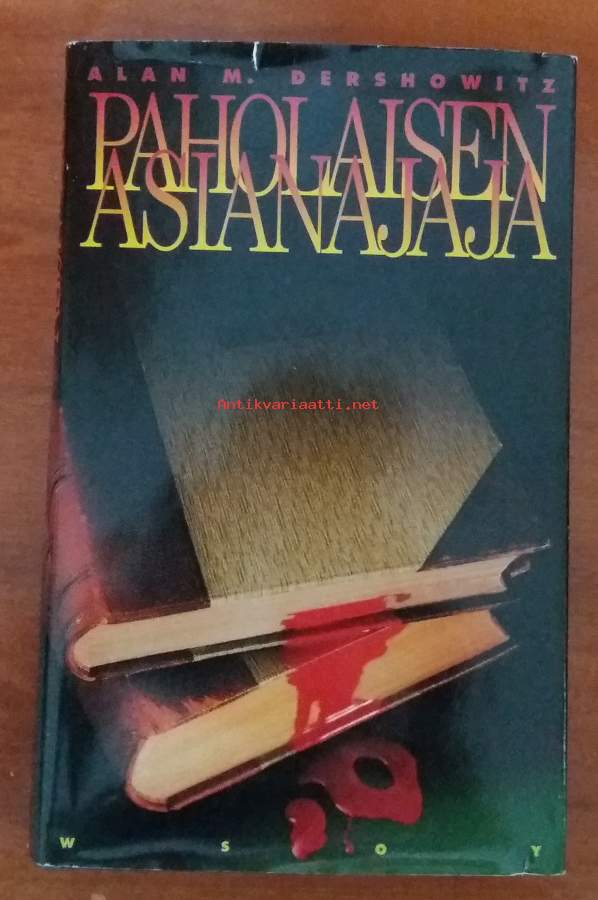 ALAN M. DERSHOWITZ
PAHOLAISEN
ASIANAJAJA
Antikvariaatti.net
W S O Y